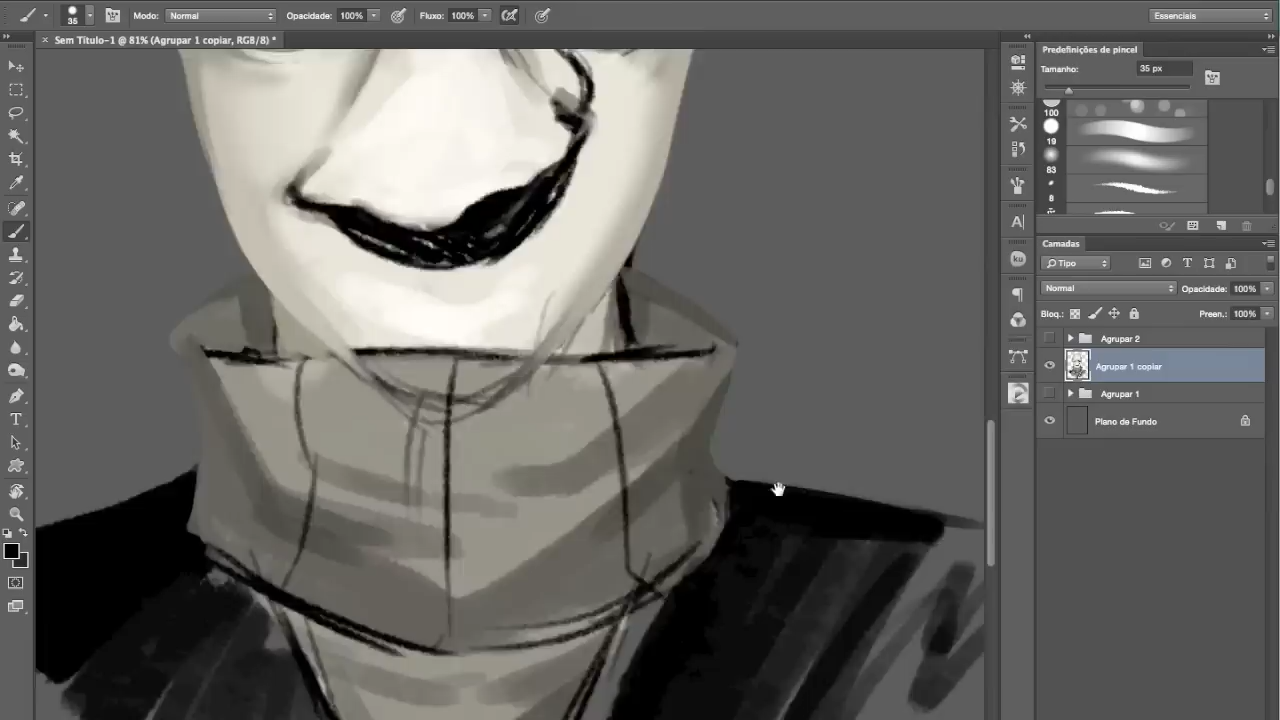 35 Modo: Normal Opacidade: 100% Fluxo: 100% Essenciais
× Sem Título-1 @ 81% (Agrupar 1 copiar, RGB/8) *
Predefinições de pincel
Tamanho: 35 px
100
19
83
8
Camadas
Tipo
Normal Opacidade: 100%
Bloq.: Preen.: 100%
Agrupar 2
Agrupar 1 copiar
Agrupar 1
Plano de Fundo
A|
ku
T